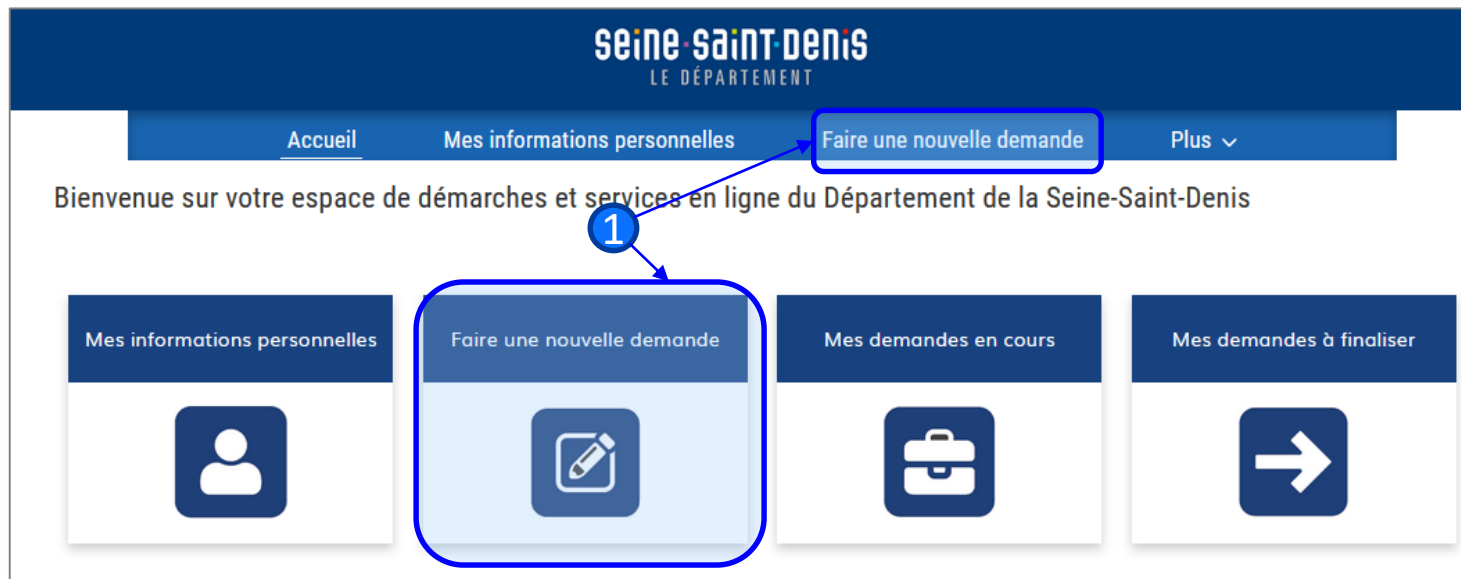 seine-saint-denis
LE DÉPARTEMENT
Accueil Mes informations personnelles Faire une nouvelle demande Plus
Bienvenue sur votre espace de démarches et services en ligne du Département de la Seine-Saint-Denis
1
Mes informations personnelles Faire une nouvelle demande Mes demandes en cours Mes demandes à finaliser